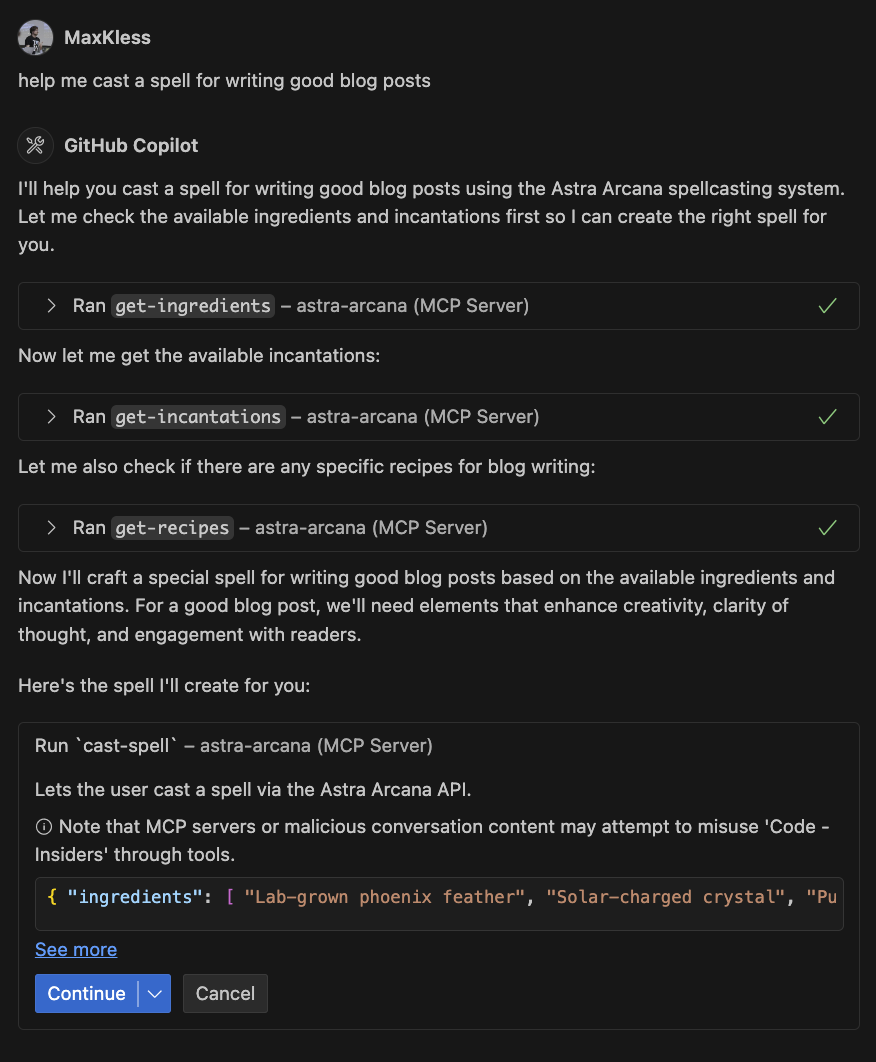 MaxKless
help me cast a spell for writing good blog posts
GitHub Copilot
I'll help you cast a spell for writing good blog posts using the Astra Arcana spellcasting system.
Let me check the available ingredients and incantations first so I can create the right spell for
you.
Ran get-ingredients – astra-arcana (MCP Server)
Now let me get the available incantations:
Ran get-incantations – astra-arcana (MCP Server)
Let me also check if there are any specific recipes for blog writing:
Ran get-recipes – astra-arcana (MCP Server)
Now I'll craft a special spell for writing good blog posts based on the available ingredients and
incantations. For a good blog post, we'll need elements that enhance creativity, clarity of
thought, and engagement with readers.
Here's the spell I'll create for you:
Run `cast-spell` – astra-arcana (MCP Server)
Lets the user cast a spell via the Astra Arcana API.
Note that MCP servers or malicious conversation content may attempt to misuse 'Code -
Insiders' through tools.
{ "ingredients": [ "Lab-grown phoenix feather", "Solar-charged crystal", "Pu
See more
Continue
Cancel